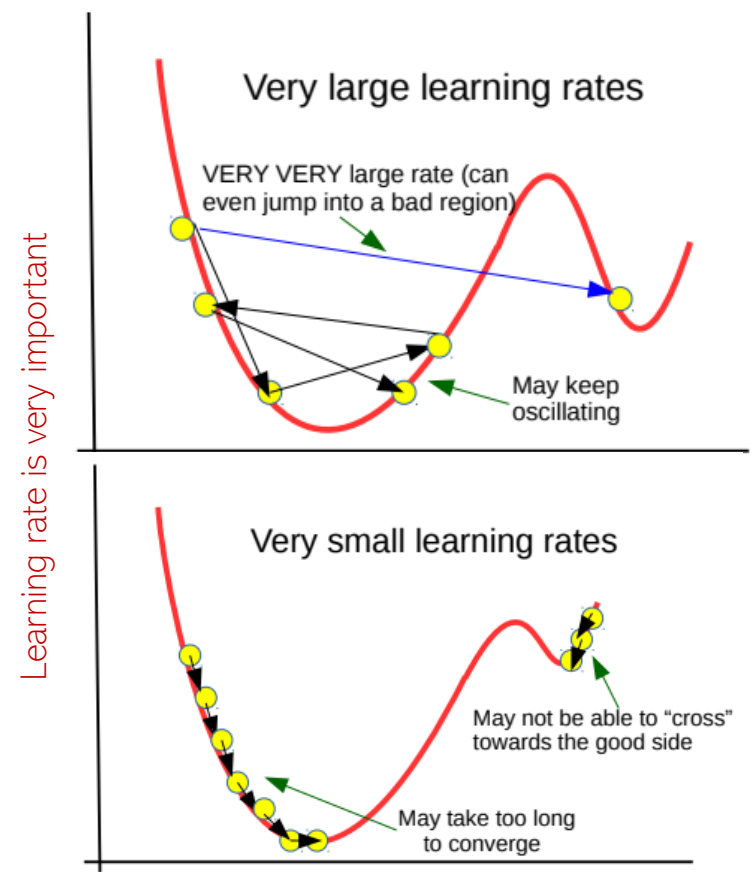 Learning rate is very important
Very large learning rates
VERY VERY large rate (can
even jump into a bad region)
May keep
oscillating
Very small learning rates
May not be able to “cross”
towards the good side
May take too long
to converge